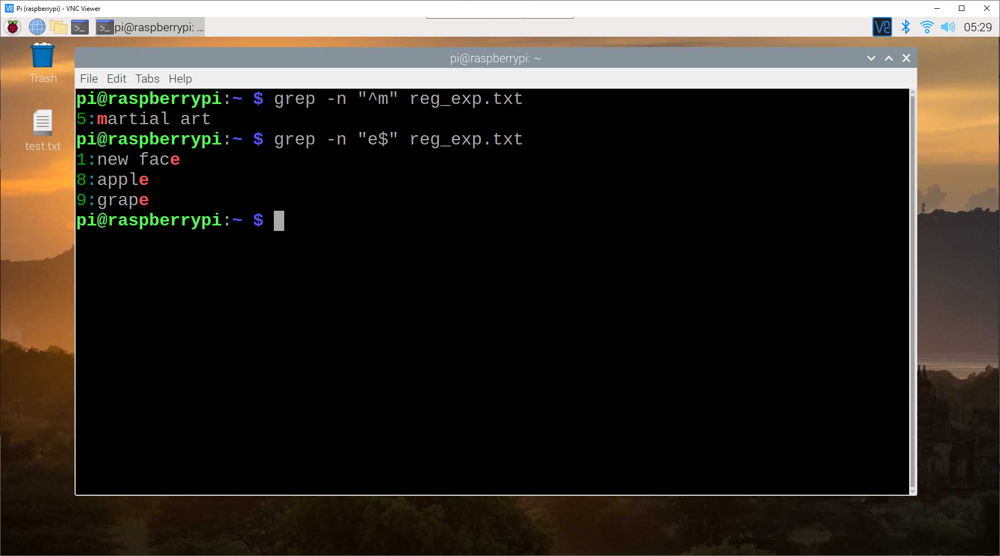 Pi (raspberrypi) - VNC Viewer
pi@raspberrypi: ...
05:29
Trash
test.txt
pi@raspberrypi: ~
File Edit Tabs Help
pi@raspberrypi:~ $ grep -n "^m" reg_exp.txt
5:martial art
pi@raspberrypi:~ $ grep -n "e$" reg_exp.txt
1:new face
8:apple
9:grape
pi@raspberrypi:~ $